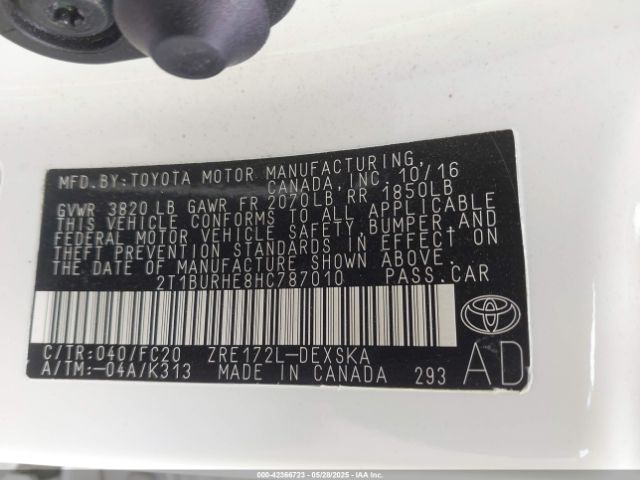 MFD.BY:TOYOTA MOTOR MANUFACTURING,
CANADA,INC. 10/16
GVWR 3820 LB GAWR FR 2070LB RR 1850LB
THIS VEHICLE CONFORMS TO ALL APPLICABLE
FEDERAL MOTOR VEHICLE SAFETY,BUMPER,AND
THEFT PREVENTION STANDARDS IN EFFECT ON
THE DATE OF MANUFACTURE SHOWN ABOVE.
2T1BURHE8HC787010 PASS.CAR
C/TR:040/FC20 ZRE172L-DEXSKA
A/TM:-04A/K313 MADE IN CANADA 293
AD
000-42366723 - 05/28/2025 - IAAI.COM